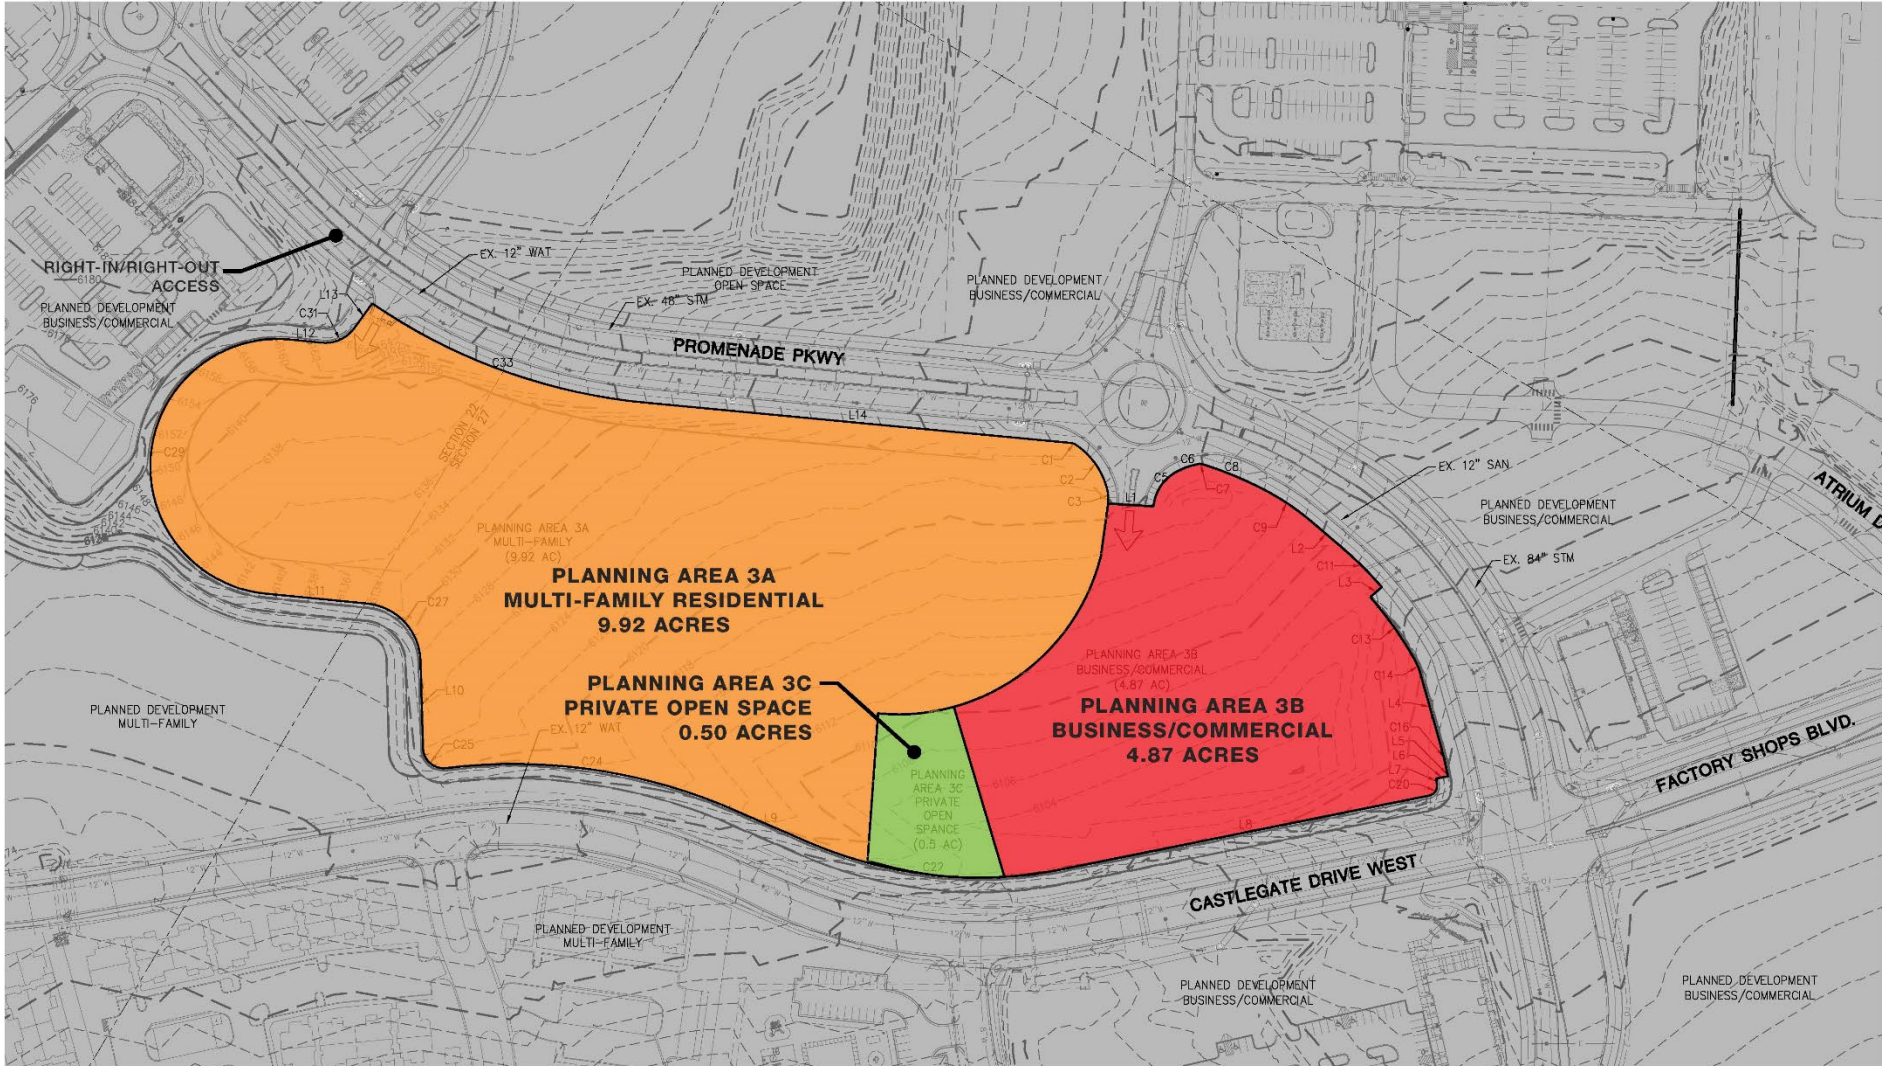 RIGHT-IN/RIGHT-OUT
ACCESS
PLANNED DEVELOPMENT
BUSINESS/COMMERCIAL
L13
C31
L12
EX. 12" WAT
EX. 48" STM
PLANNED DEVELOPMENT
OPEN SPACE
PLANNED DEVELOPMENT
BUSINESS/COMMERCIAL
PROMENADE PKWY
C33
L14
C1
C2
C3
L1
C5
C6
C7
C8
C9
L2
C11
L3
C13
C14
L4
C16
L5
L6
L7
C20
EX. 12" SAN
PLANNED DEVELOPMENT
BUSINESS/COMMERCIAL
ATRIUM D
EX. 84" STM
SECTION 22
SECTION 27
C29
L11
C27
L10
C25
C24
L9
C22
L8
PLANNING AREA 3A
MULTI-FAMILY
(9.92 AC)
PLANNING AREA 3A
MULTI-FAMILY RESIDENTIAL
9.92 ACRES
PLANNING AREA 3C
PRIVATE OPEN SPACE
0.50 ACRES
PLANNING
AREA 3C
PRIVATE
OPEN
SPANCE
(0.5 AC)
PLANNING AREA 3B
BUSINESS/COMMERCIAL
(4.87 AC)
PLANNING AREA 3B
BUSINESS/COMMERCIAL
4.87 ACRES
EX. 12" WAT
PLANNED DEVELOPMENT
MULTI-FAMILY
FACTORY SHOPS BLVD.
CASTLEGATE DRIVE WEST
PLANNED DEVELOPMENT
MULTI-FAMILY
PLANNED DEVELOPMENT
BUSINESS/COMMERCIAL
PLANNED DEVELOPMENT
BUSINESS/COMMERCIAL